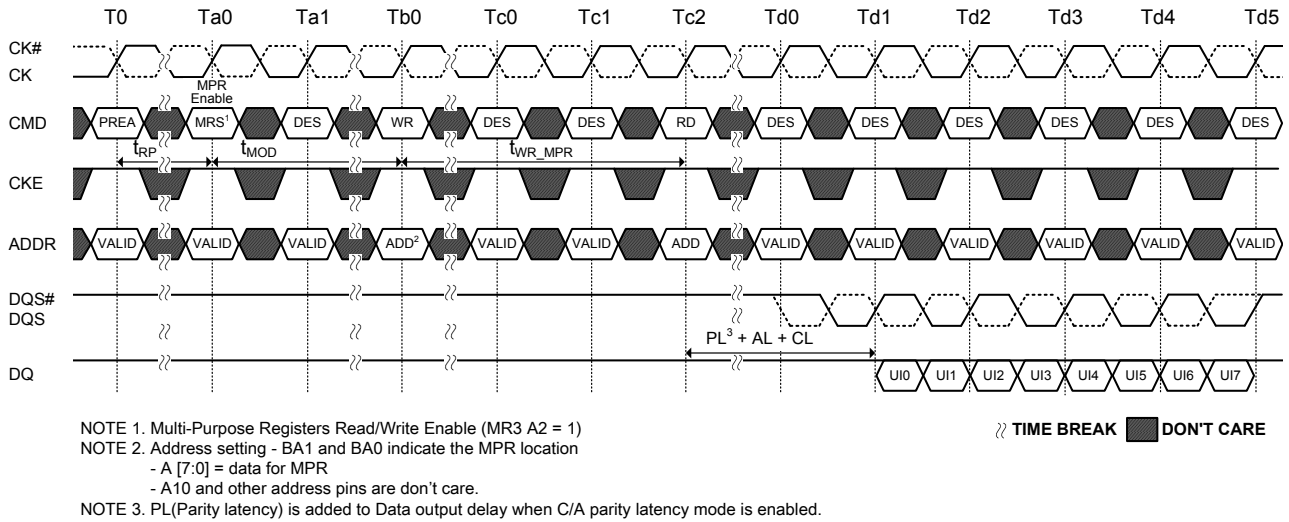 T0 Ta0 Ta1 Tb0 Tc0 Tc1 Tc2 Td0 Td1 Td2 Td3 Td4 Td5
CK#
CK
MPR
Enable
CMD PREA MRS¹ DES WR DES DES RD DES DES DES DES DES DES
tRP tMOD tWR_MPR
CKE
ADDR VALID VALID VALID ADD² VALID VALID ADD VALID VALID VALID VALID VALID VALID
DQS#
DQS
PL³ + AL + CL
DQ UI0 UI1 UI2 UI3 UI4 UI5 UI6 UI7
NOTE 1. Multi-Purpose Registers Read/Write Enable (MR3 A2 = 1)
TIME BREAK DON'T CARE
NOTE 2. Address setting - BA1 and BA0 indicate the MPR location
- A [7:0] = data for MPR
- A10 and other address pins are don't care.
NOTE 3. PL(Parity latency) is added to Data output delay when C/A parity latency mode is enabled.